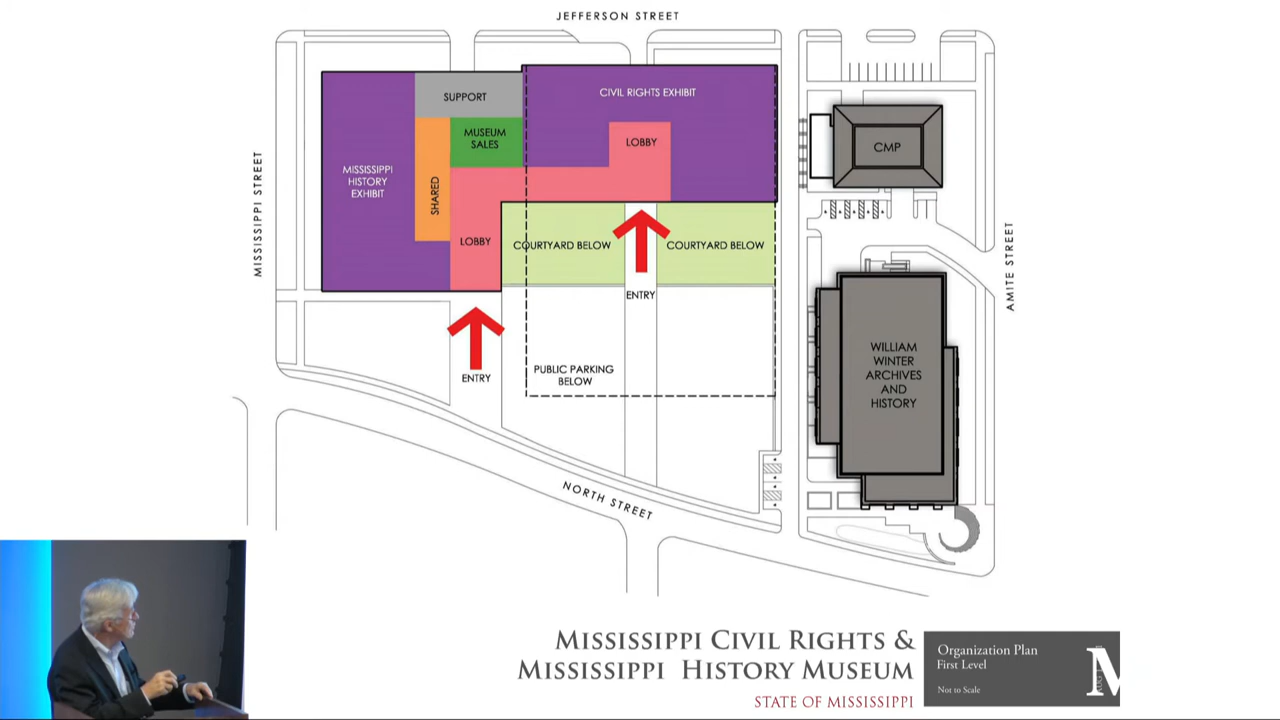 JEFFERSON STREET
MISSISSIPPI STREET
AMITE STREET
NORTH STREET
SUPPORT
CIVIL RIGHTS EXHIBIT
MUSEUM
SALES
LOBBY
CMP
MISSISSIPPI
HISTORY
EXHIBIT
SHARED
LOBBY
COURTYARD BELOW
COURTYARD BELOW
ENTRY
ENTRY
PUBLIC PARKING
BELOW
WILLIAM
WINTER
ARCHIVES
AND
HISTORY
MISSISSIPPI CIVIL RIGHTS &
MISSISSIPPI HISTORY MUSEUM
STATE OF MISSISSIPPI
Organization Plan
First Level
Not to Scale
M